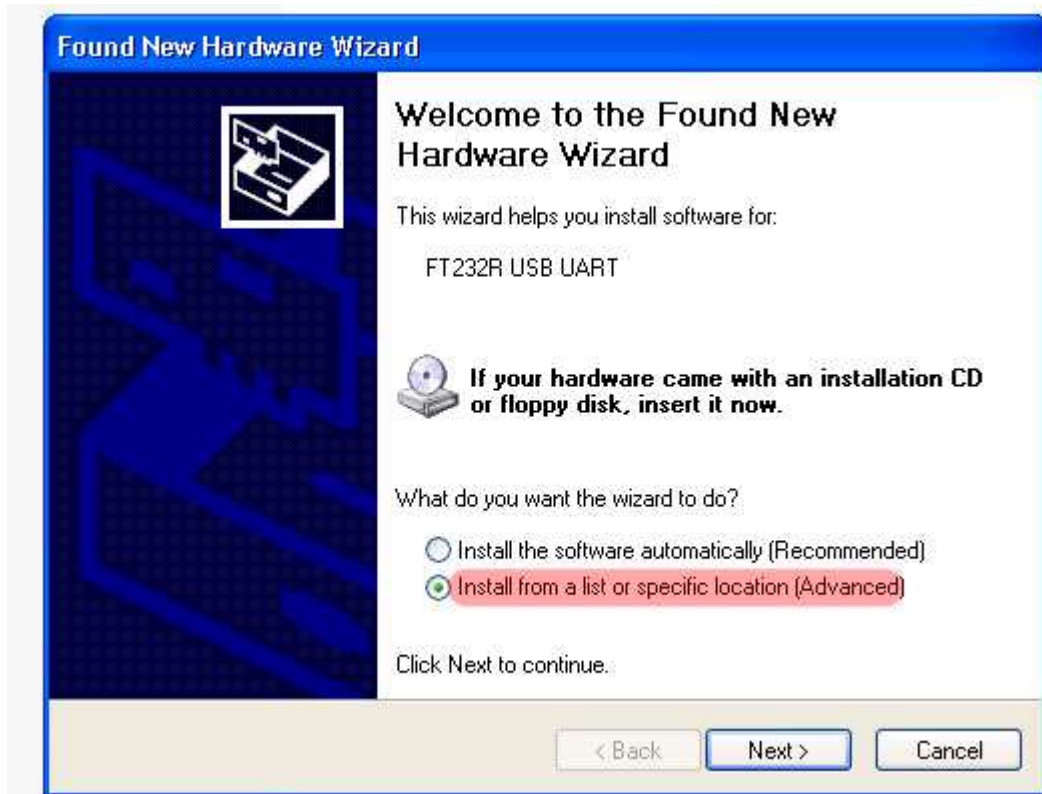 Found New Hardware Wizard
Welcome to the Found New
Hardware Wizard
This wizard helps you install software for:
FT232R USB UART
If your hardware came with an installation CD
or floppy disk, insert it now.
What do you want the wizard to do?
Install the software automatically (Recommended)
Install from a list or specific location (Advanced)
Click Next to continue.
< Back Next > Cancel